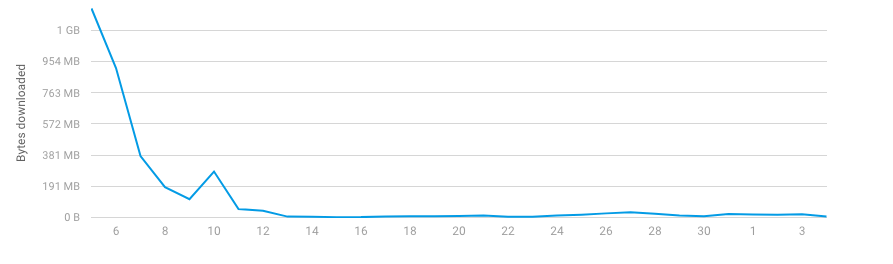 Bytes downloaded
1 GB
954 MB
763 MB
572 MB
381 MB
191 MB
0 B
6 8 10 12 14 16 18 20 22 24 26 28 30 1 3